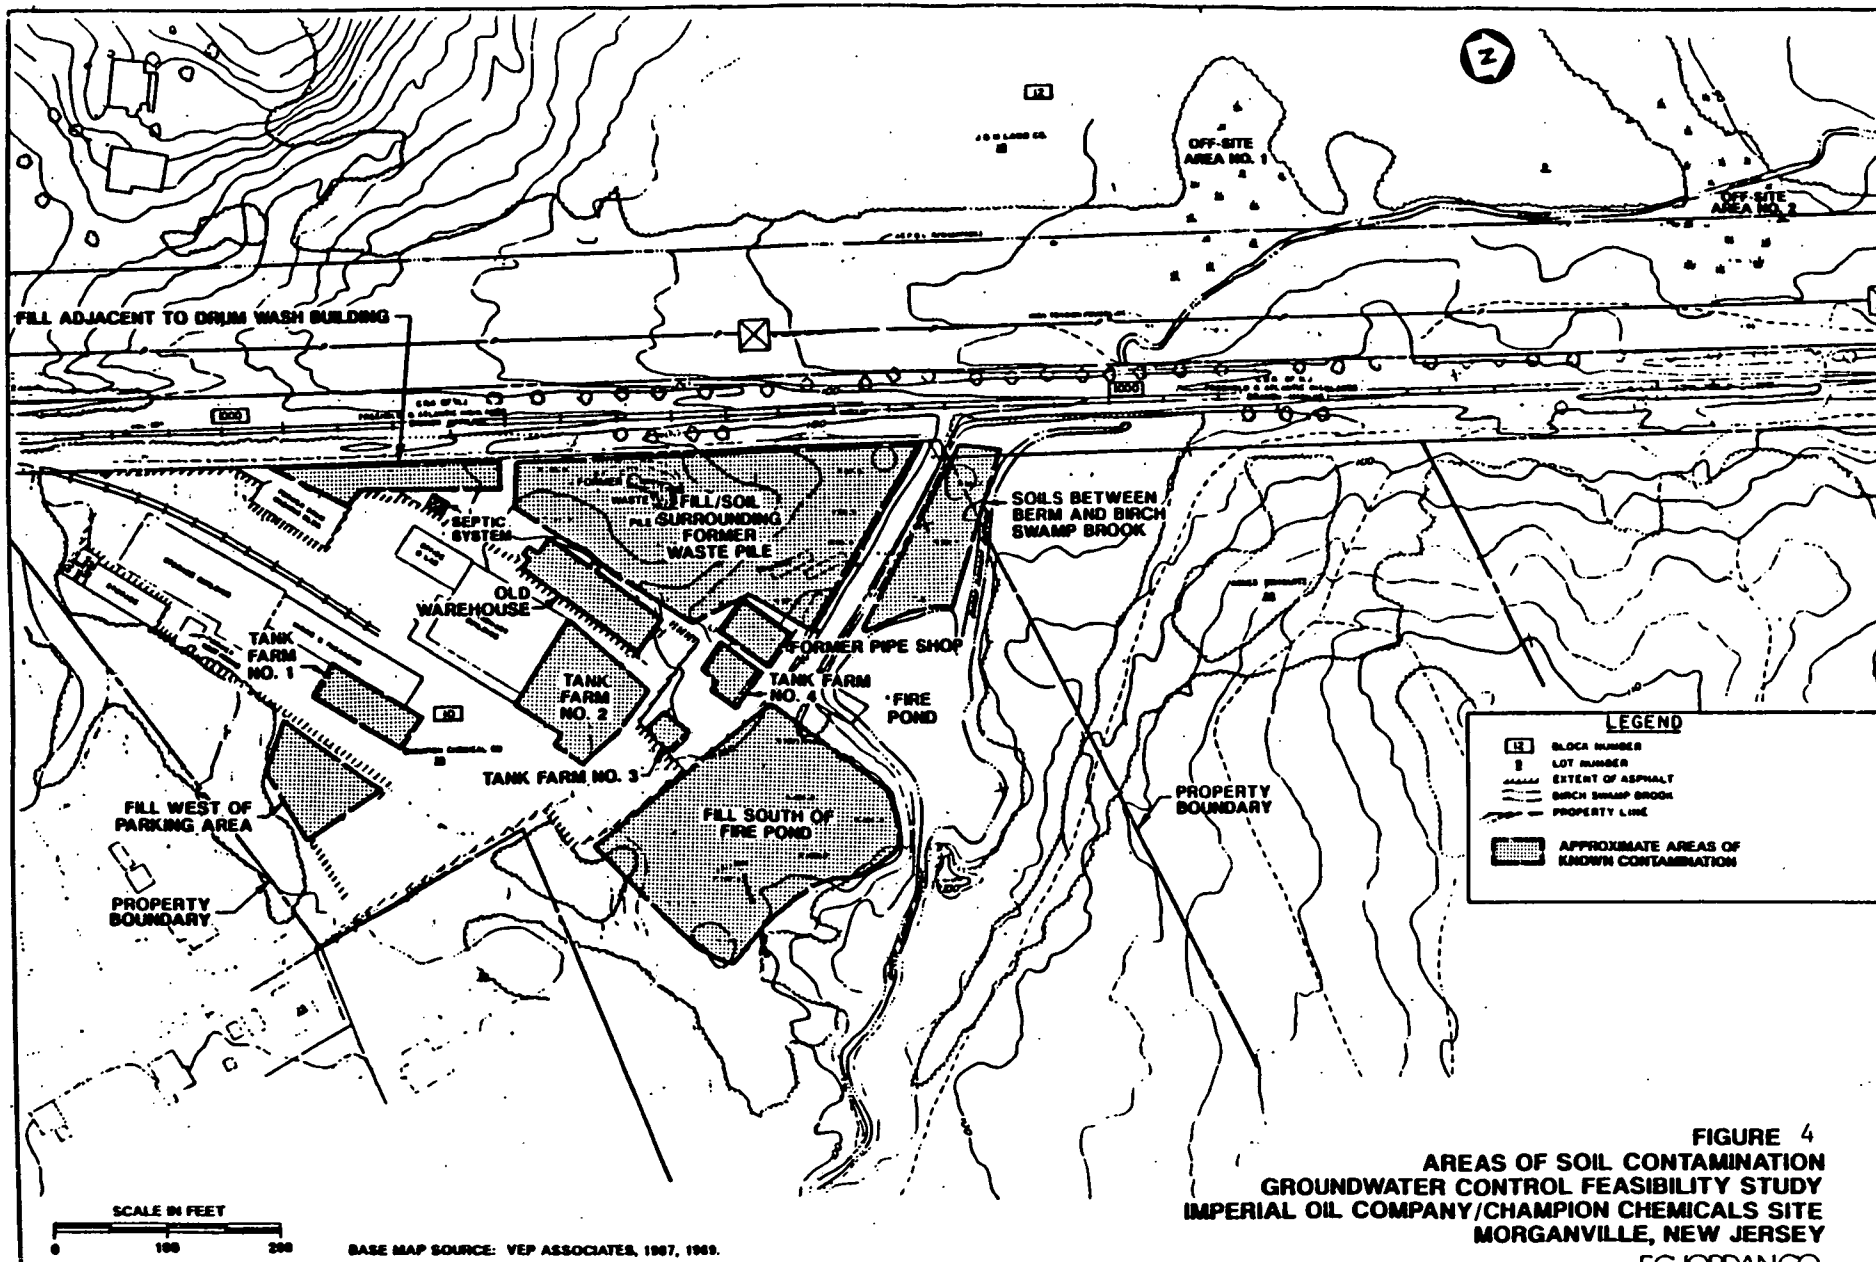 Z
12
J & M LAND CO.
OFF-SITE
AREA NO. 1
OFF-SITE
AREA NO. 2
FILL ADJACENT TO DRUM WASH BUILDING
1000
1000
FORMER
WASTE
PILE
FILL/SOIL
SURROUNDING
FORMER
WASTE PILE
SOILS BETWEEN
BERM AND BIRCH
SWAMP BROOK
SEPTIC
SYSTEM
OLD
WAREHOUSE
TANK
FARM
NO. 1
FORMER PIPE SHOP
TANK
FARM
NO. 2
TANK FARM
NO. 4
FIRE
POND
TANK FARM NO. 3
FILL WEST OF
PARKING AREA
FILL SOUTH OF
FIRE POND
PROPERTY
BOUNDARY
PROPERTY
BOUNDARY
LEGEND
12 BLOCK NUMBER
LOT NUMBER
EXTENT OF ASPHALT
BIRCH SWAMP BROOK
PROPERTY LINE
APPROXIMATE AREAS OF
KNOWN CONTAMINATION
SCALE IN FEET
0 100 200
BASE MAP SOURCE: VEP ASSOCIATES, 1987, 1989.
FIGURE 4
AREAS OF SOIL CONTAMINATION
GROUNDWATER CONTROL FEASIBILITY STUDY
IMPERIAL OIL COMPANY/CHAMPION CHEMICALS SITE
MORGANVILLE, NEW JERSEY